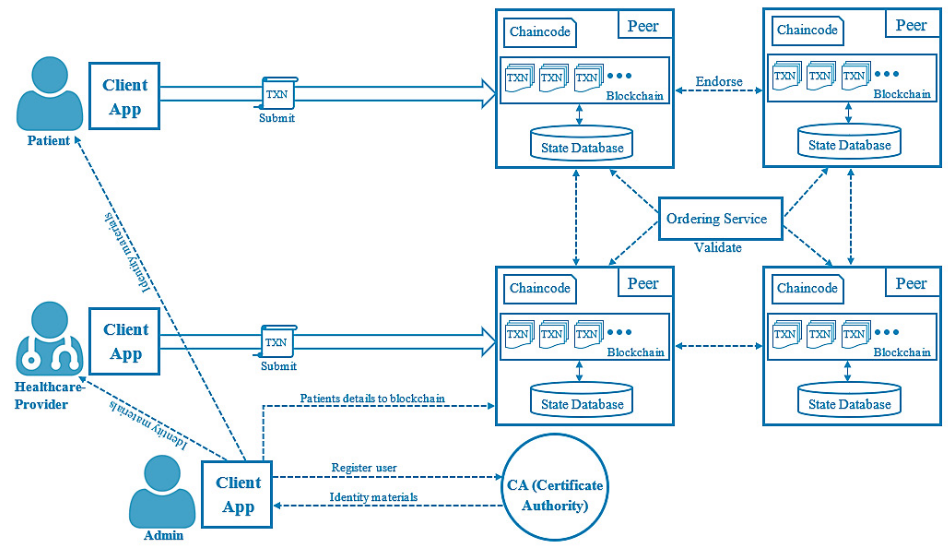 Chaincode
Peer
TXN TXN TXN
Blockchain
State Database
Chaincode
Peer
TXN TXN TXN
Blockchain
State Database
Endorse
Client
App
Patient
TXN
Submit
Ordering Service
Validate
Identity materials
Chaincode
Peer
TXN TXN TXN
Blockchain
State Database
Chaincode
Peer
TXN TXN TXN
Blockchain
State Database
Client
App
Healthcare-
Provider
TXN
Submit
Identity materials
Patients details to blockchain
Client
App
Admin
Register user
Identity materials
CA (Certificate
Authority)